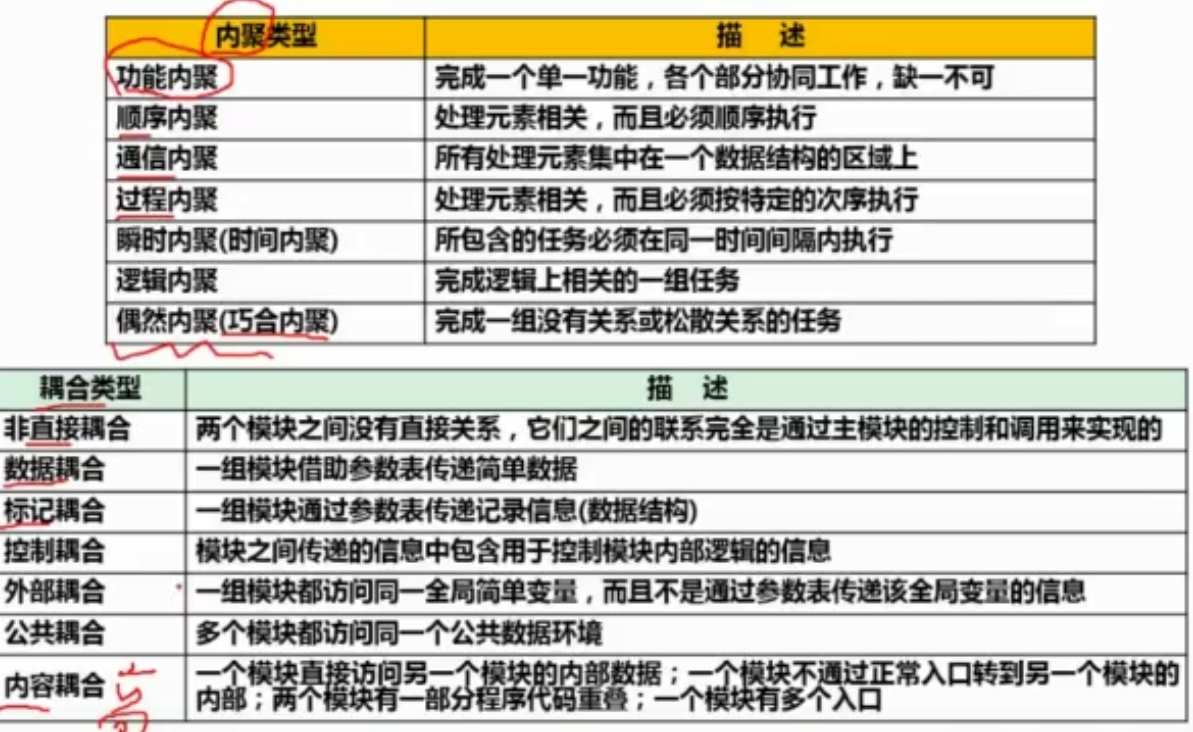 内聚类型 描 述
功能内聚 完成一个单一功能，各个部分协同工作，缺一不可
顺序内聚 处理元素相关，而且必须顺序执行
通信内聚 所有处理元素集中在一个数据结构的区域上
过程内聚 处理元素相关，而且必须按特定的次序执行
瞬时内聚(时间内聚) 所包含的任务必须在同一时间间隔内执行
逻辑内聚 完成逻辑上相关的一组任务
偶然内聚(巧合内聚) 完成一组没有关系或松散关系的任务
耦合类型 描 述
非直接耦合 两个模块之间没有直接关系，它们之间的联系完全是通过主模块的控制和调用来实现的
数据耦合 一组模块借助参数表传递简单数据
标记耦合 一组模块通过参数表传递记录信息(数据结构)
控制耦合 模块之间传递的信息中包含用于控制模块内部逻辑的信息
外部耦合 一组模块都访问同一全局简单变量，而且不是通过参数表传递该全局变量的信息
公共耦合 多个模块都访问同一个公共数据环境
内容耦合 一个模块直接访问另一个模块的内部数据；一个模块不通过正常入口转到另一个模块的
内部；两个模块有一部分程序代码重叠；一个模块有多个入口